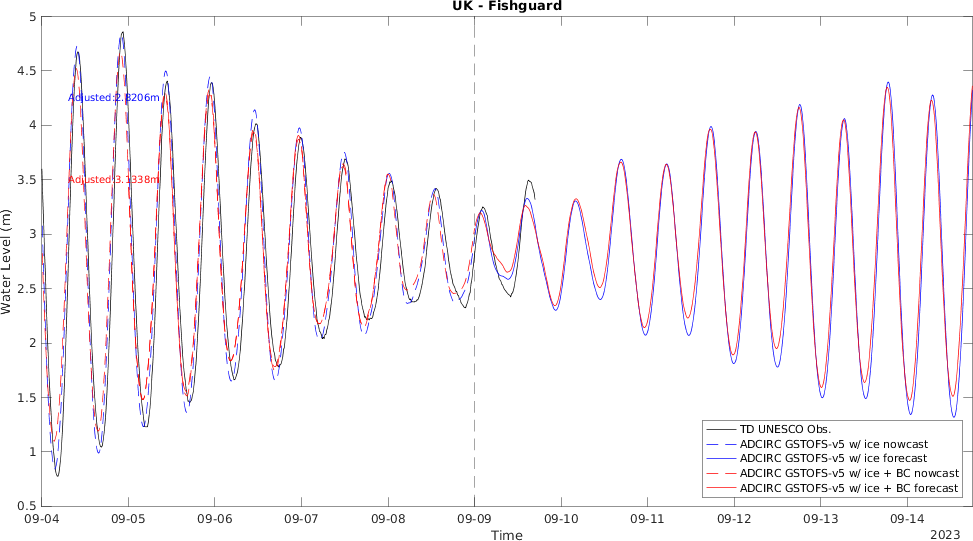 UK - Fishguard
5
4.5
Adjusted:2.8206m
4
3.5
Adjusted:3.1338m
3
Water Level (m)
2.5
2
1.5
1
0.5
TD UNESCO Obs.
ADCIRC GSTOFS-v5 w/ ice nowcast
ADCIRC GSTOFS-v5 w/ ice forecast
ADCIRC GSTOFS-v5 w/ ice + BC nowcast
ADCIRC GSTOFS-v5 w/ ice + BC forecast
09-04 09-05 09-06 09-07 09-08 09-09 09-10 09-11 09-12 09-13 09-14
Time
2023